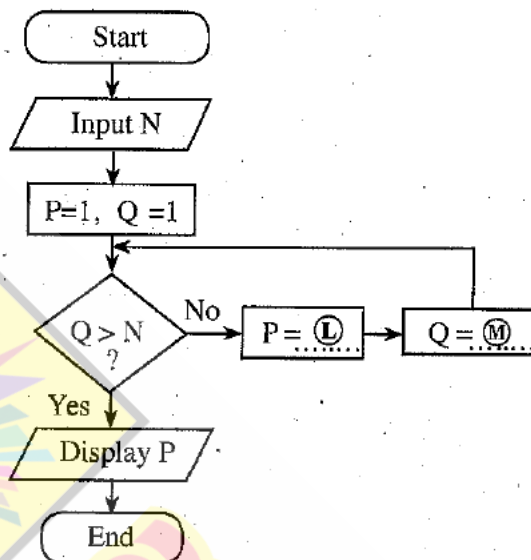 Start
Input N
P=1, Q =1
Q > N
?
No
P= Ⓛ
Q = Ⓜ
Yes
Display P
End